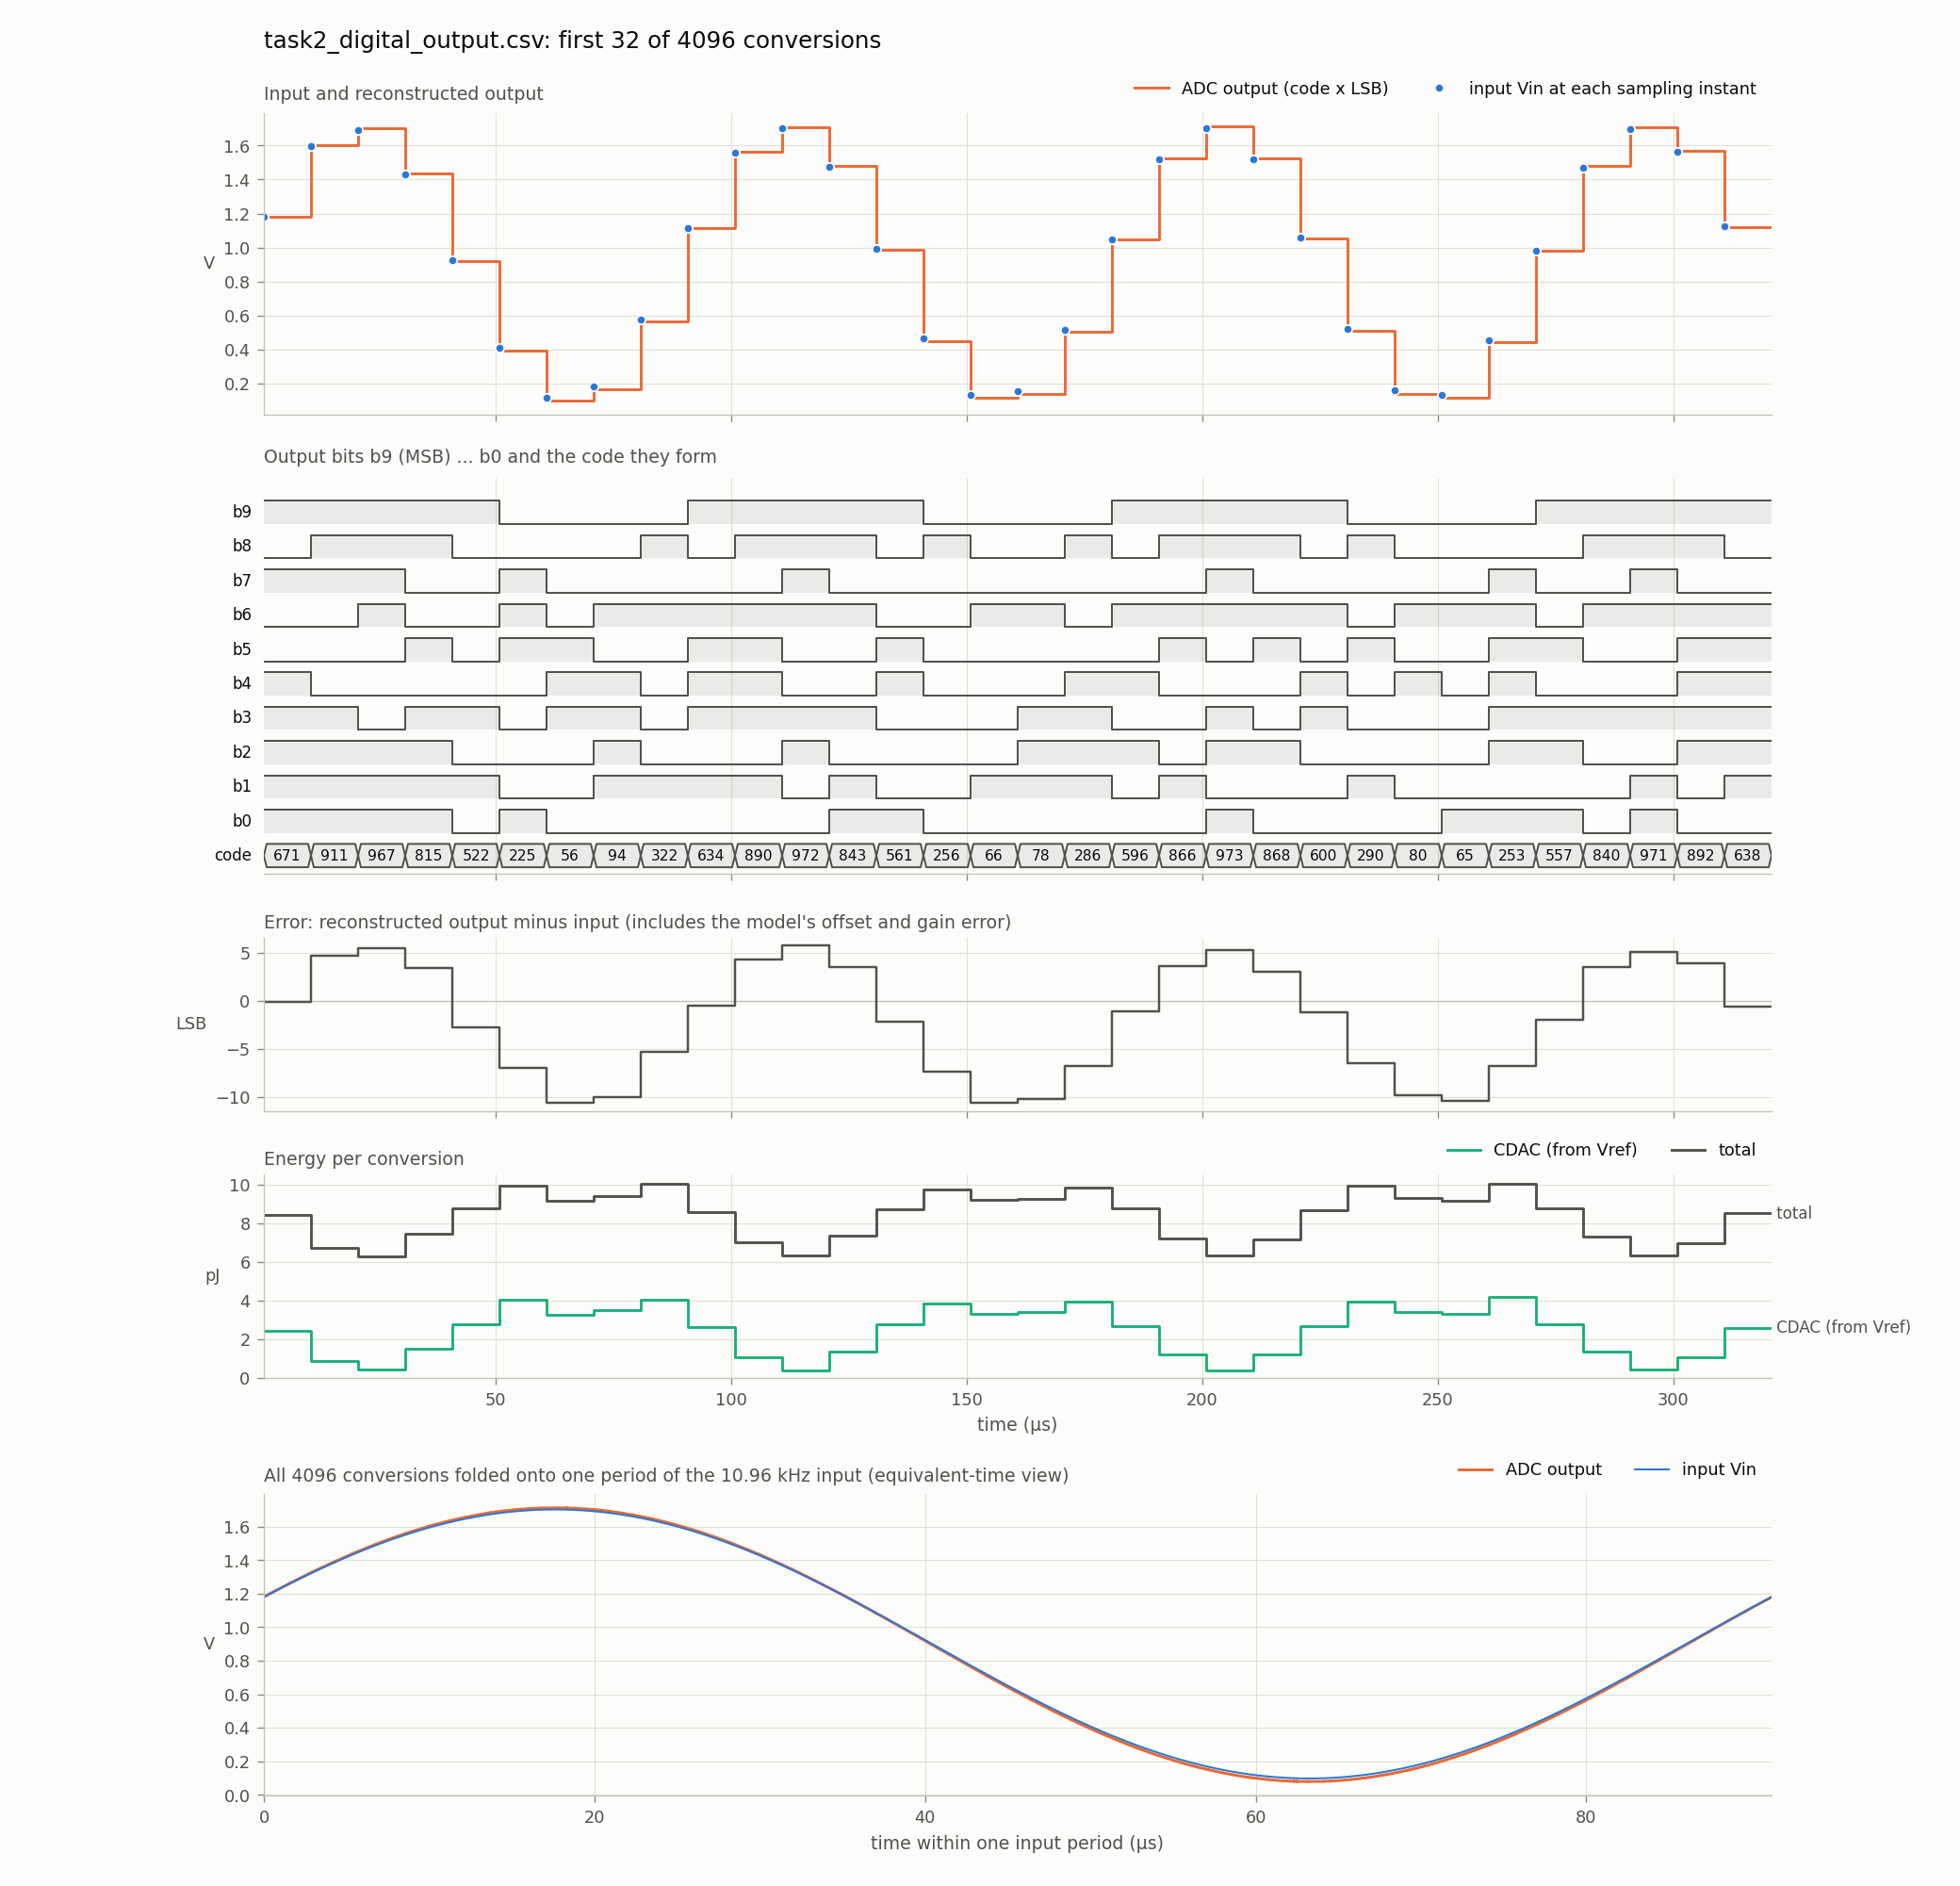 task2_digital_output.csv: first 32 of 4096 conversions
Input and reconstructed output
ADC output (code x LSB)
input Vin at each sampling instant
1.6
1.4
1.2
1.0
V
0.8
0.6
0.4
0.2
Output bits b9 (MSB) ... b0 and the code they form
b9
b8
b7
b6
b5
b4
b3
b2
b1
b0
code 671 911 967 815 522 225 56 94 322 634 890 972 843 561 256 66 78 286 596 866 973 868 600 290 80 65 253 557 840 971 892 638
Error: reconstructed output minus input (includes the model's offset and gain error)
5
0
LSB
−5
−10
Energy per conversion
CDAC (from Vref)
total
10
8
total
6
pJ
4
CDAC (from Vref)
2
0
50 100 150 200 250 300
time (µs)
All 4096 conversions folded onto one period of the 10.96 kHz input (equivalent-time view)
ADC output
input Vin
1.6
1.4
1.2
1.0
V
0.8
0.6
0.4
0.2
0.0
0 20 40 60 80
time within one input period (µs)